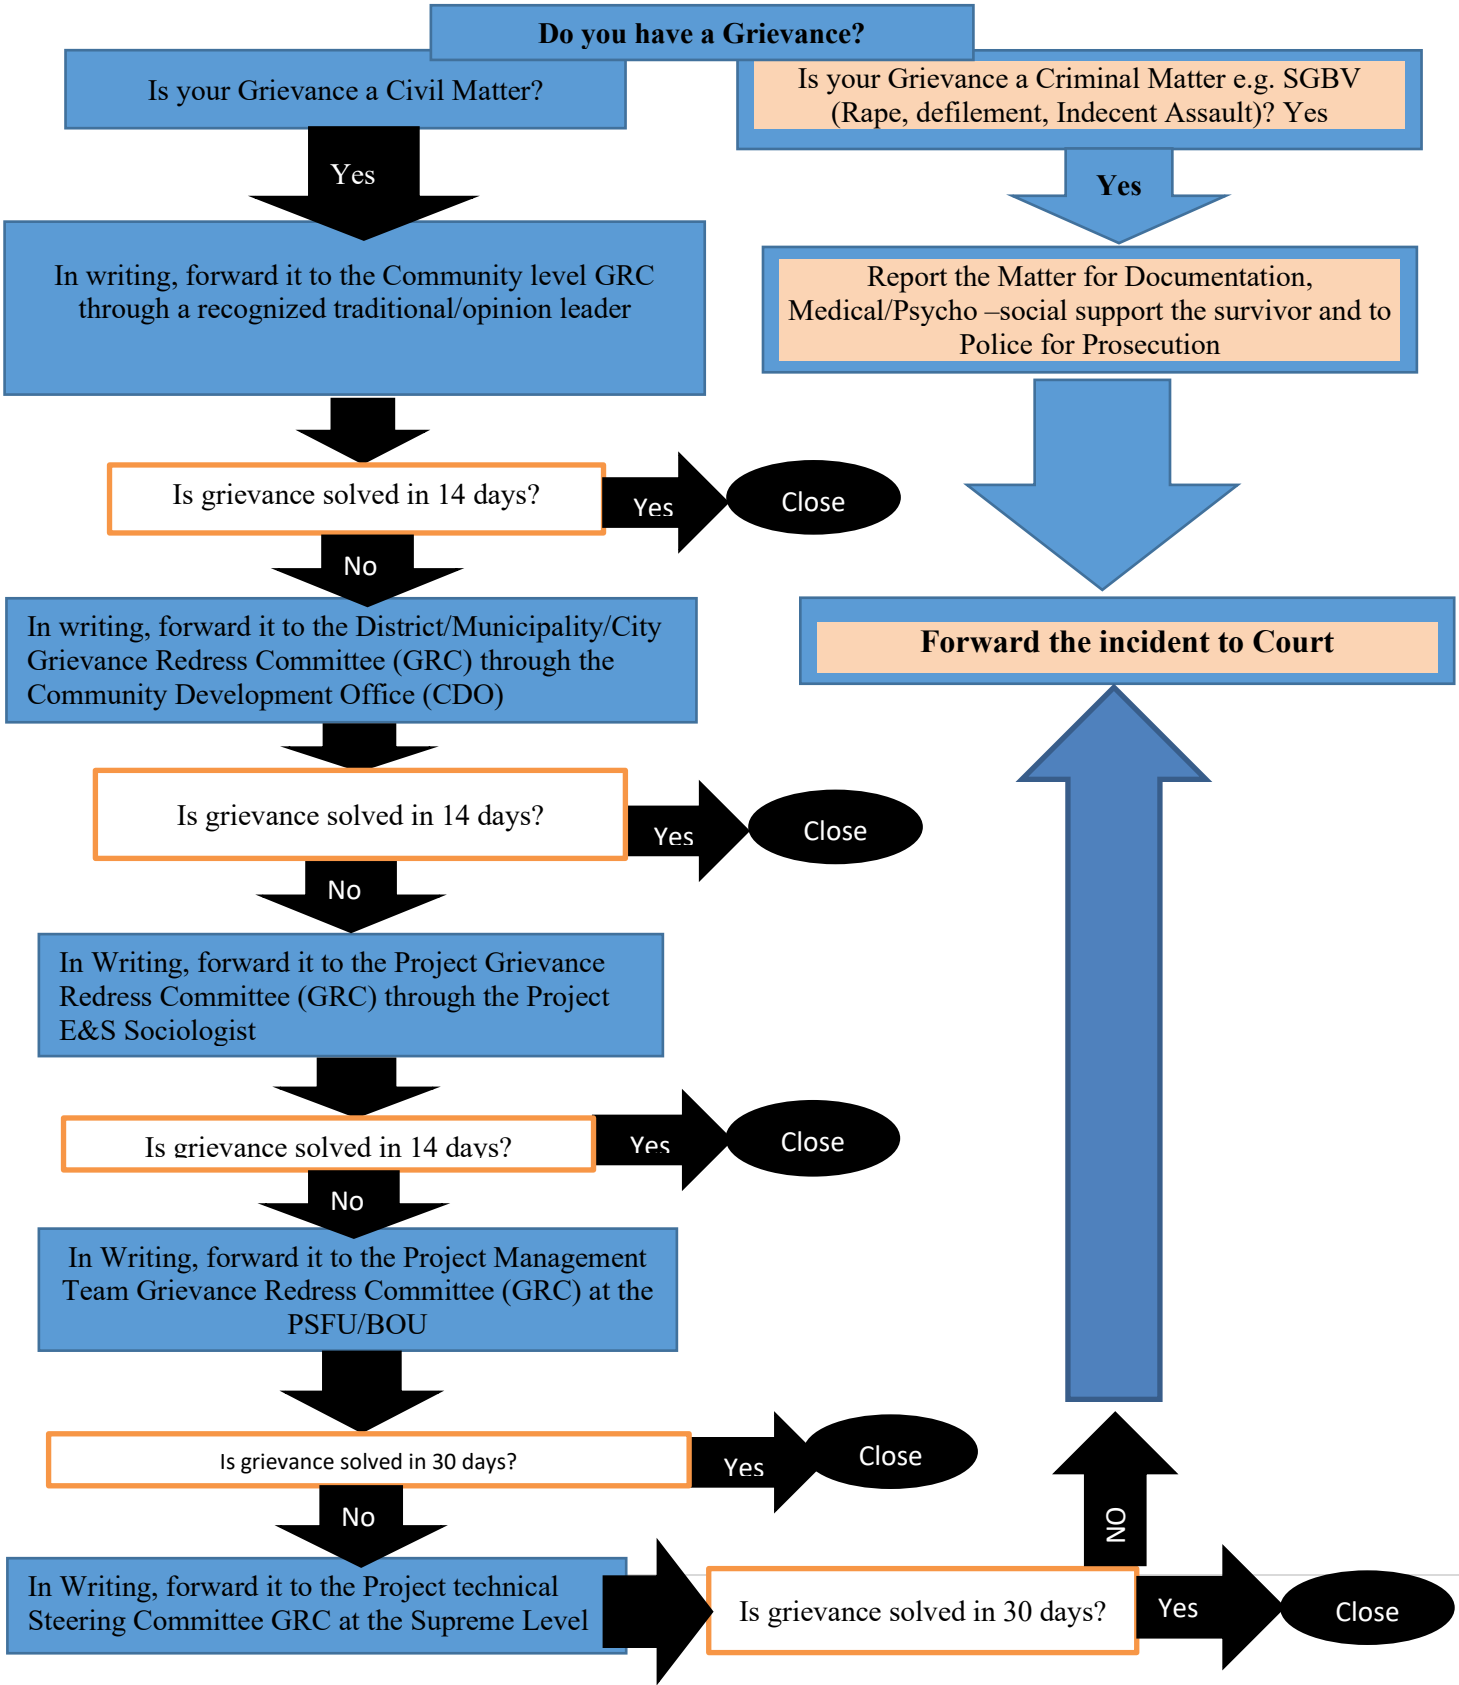 Do you have a Grievance?
Is your Grievance a Civil Matter?
Is your Grievance a Criminal Matter e.g. SGBV
(Rape, defilement, Indecent Assault)? Yes
Yes
Yes
In writing, forward it to the Community level GRC
through a recognized traditional/opinion leader
Report the Matter for Documentation,
Medical/Psycho –social support the survivor and to
Police for Prosecution
Is grievance solved in 14 days?
Yes
Close
No
In writing, forward it to the District/Municipality/City
Grievance Redress Committee (GRC) through the
Community Development Office (CDO)
Forward the incident to Court
Is grievance solved in 14 days?
Yes
Close
No
In Writing, forward it to the Project Grievance
Redress Committee (GRC) through the Project
E&S Sociologist
Is grievance solved in 14 days?
Yes
Close
No
In Writing, forward it to the Project Management
Team Grievance Redress Committee (GRC) at the
PSFU/BOU
Is grievance solved in 30 days?
Yes
Close
No
NO
In Writing, forward it to the Project technical
Steering Committee GRC at the Supreme Level
Is grievance solved in 30 days?
Yes
Close